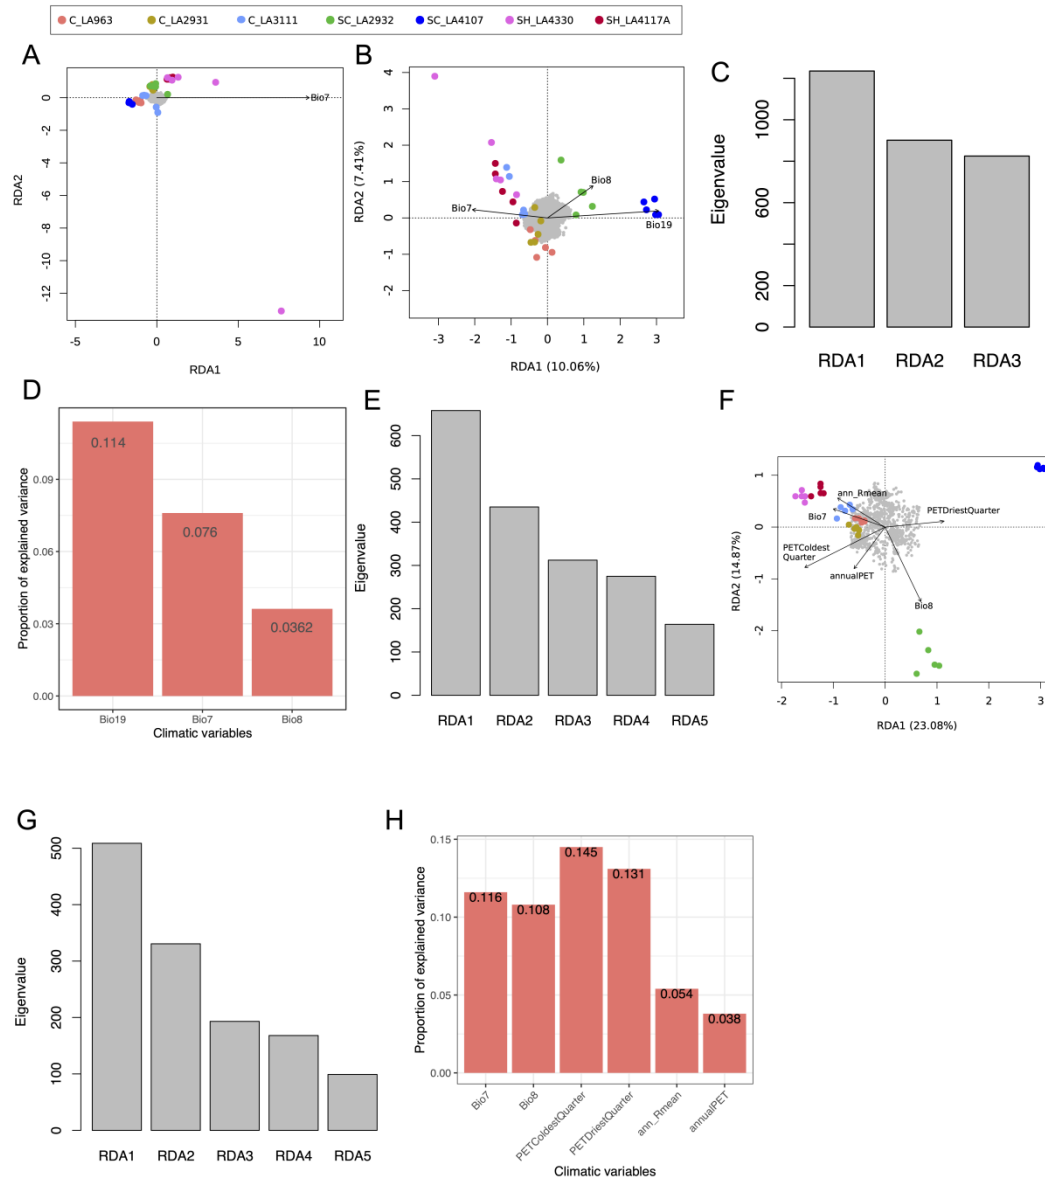 C_LA963 C_LA2931 C_LA3111 SC_LA2932 SC_LA4107 SH_LA4330 SH_LA4117A
A
RDA2
0
-2
-4
-6
-8
-10
-12
Bio7
-5
0
5
10
RDA1
B
RDA2 (7.41%)
4
3
2
1
0
-1
-2
Bio8
Bio7
Bio19
-3
-2
-1
0
1
2
3
RDA1 (10.06%)
C
Eigenvalue
1000
600
200
0
RDA1 RDA2 RDA3
D
Proportion of explained variance
0.09
0.06
0.03
0.00
0.114
0.076
0.0362
Bio19 Bio7 Bio8
Climatic variables
E
Eigenvalue
600
500
400
300
200
100
0
RDA1 RDA2 RDA3 RDA4 RDA5
F
RDA2 (14.87%)
1
0
-1
-2
ann_Rmean
Bio7
PETDriestQuarter
PETColdest
Quarter
annualPET
Bio8
-2
-1
0
1
2
3
RDA1 (23.08%)
G
Eigenvalue
500
400
300
200
100
0
RDA1 RDA2 RDA3 RDA4 RDA5
H
Proportion of explained variance
0.15
0.10
0.05
0.00
0.116
0.108
0.145
0.131
0.054
0.038
Bio7
Bio8
PETColdestQuarter
PETDriestQuarter
ann_Rmean
annualPET
Climatic variables